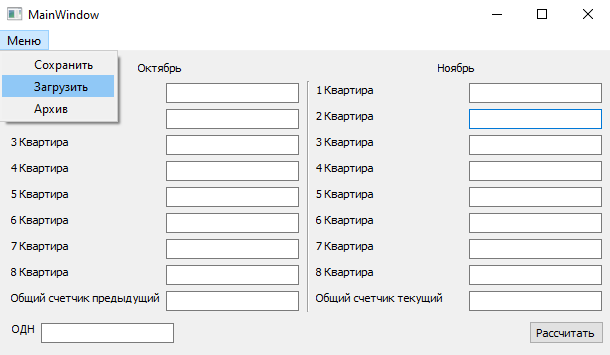 MainWindow
Меню
Сохранить
Загрузить
Архив
Октябрь
Ноябрь
1 Квартира
2 Квартира
3 Квартира
3 Квартира
4 Квартира
4 Квартира
5 Квартира
5 Квартира
6 Квартира
6 Квартира
7 Квартира
7 Квартира
8 Квартира
8 Квартира
Общий счетчик предыдущий
Общий счетчик текущий
ОДН
Рассчитать